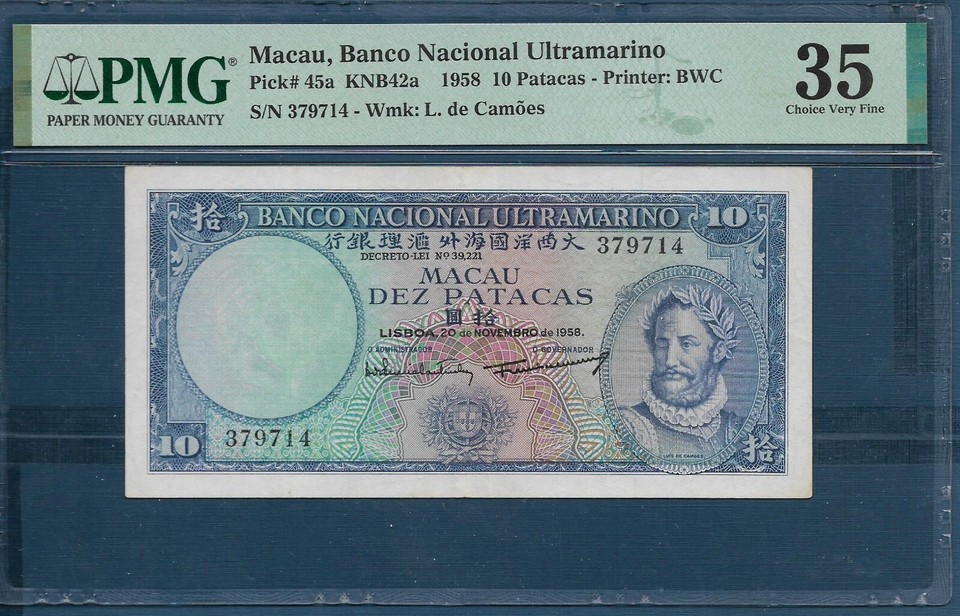 PMG®
PAPER MONEY GUARANTY
Macau, Banco Nacional Ultramarino
Pick# 45a KNB42a 1958 10 Patacas - Printer: BWC
S/N 379714 - Wmk: L. de Camões
35
Choice Very Fine
拾 BANCO NACIONAL ULTRAMARINO 10
行銀理滙外海國洋西大 379714
DECRETO-LEI Nº 39,221
MACAU
DEZ PATACAS
圓拾
LISBOA, 20 de NOVEMBRO de 1958.
O ADMINISTRADOR O GOVERNADOR
379714
10 拾
LUIS DE CAMÕES